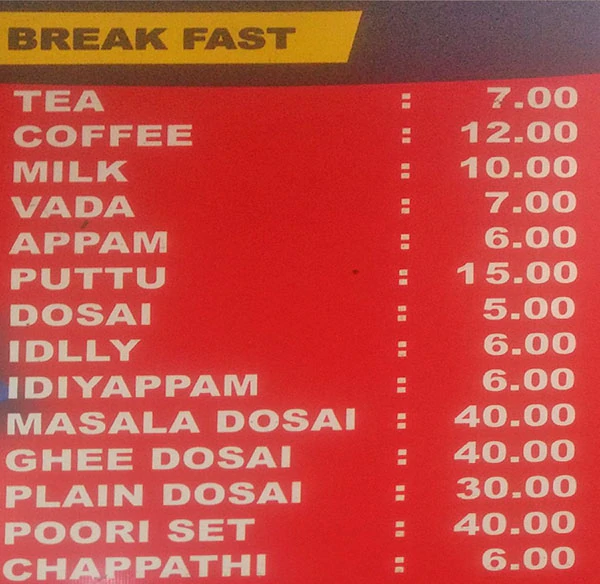 BREAK FAST
TEA : 7.00
COFFEE : 12.00
MILK : 10.00
VADA : 7.00
APPAM : 6.00
PUTTU : 15.00
DOSAI : 5.00
IDLLY : 6.00
IDIYAPPAM : 6.00
MASALA DOSAI : 40.00
GHEE DOSAI : 40.00
PLAIN DOSAI : 30.00
POORI SET : 40.00
CHAPPATHI : 6.00